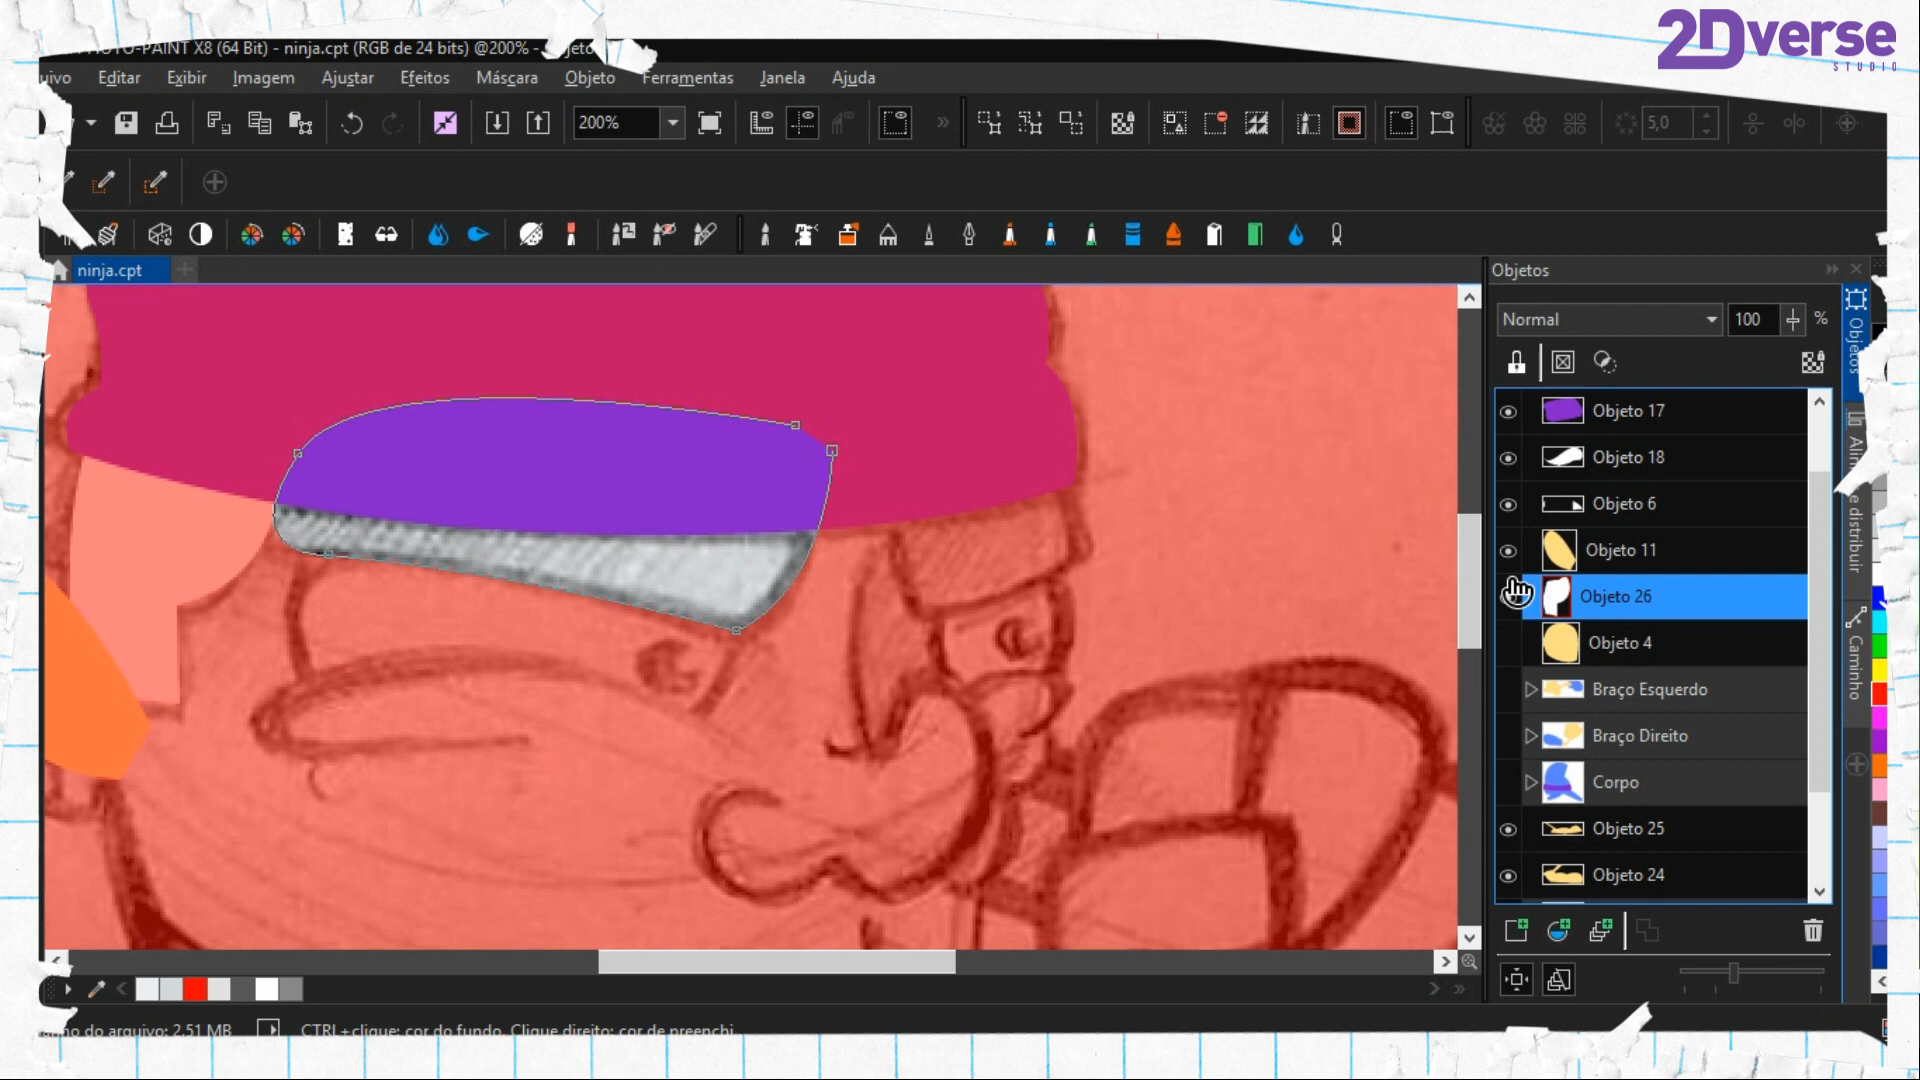 2Dverse
STUDIO
PHOTO-PAINT X8 (64 Bit) - ninja.cpt (RGB de 24 bits) @200% -
uivo Editar Exibir Imagem Ajustar Efeitos Máscara Objeto Ferramentas Janela Ajuda
200%
5,0
ninja.cpt
Objetos
Normal 100 %
Objeto 17
Objeto 18
Objeto 6
Objeto 11
Objeto 26
Objeto 4
Braço Esquerdo
Braço Direito
Corpo
Objeto 25
Objeto 24
Objetos
e distribuir
Caminho
nho do arquivo: 2,51 MB
CTRL+clique: cor do fundo. Clique direito: cor de preenchi...